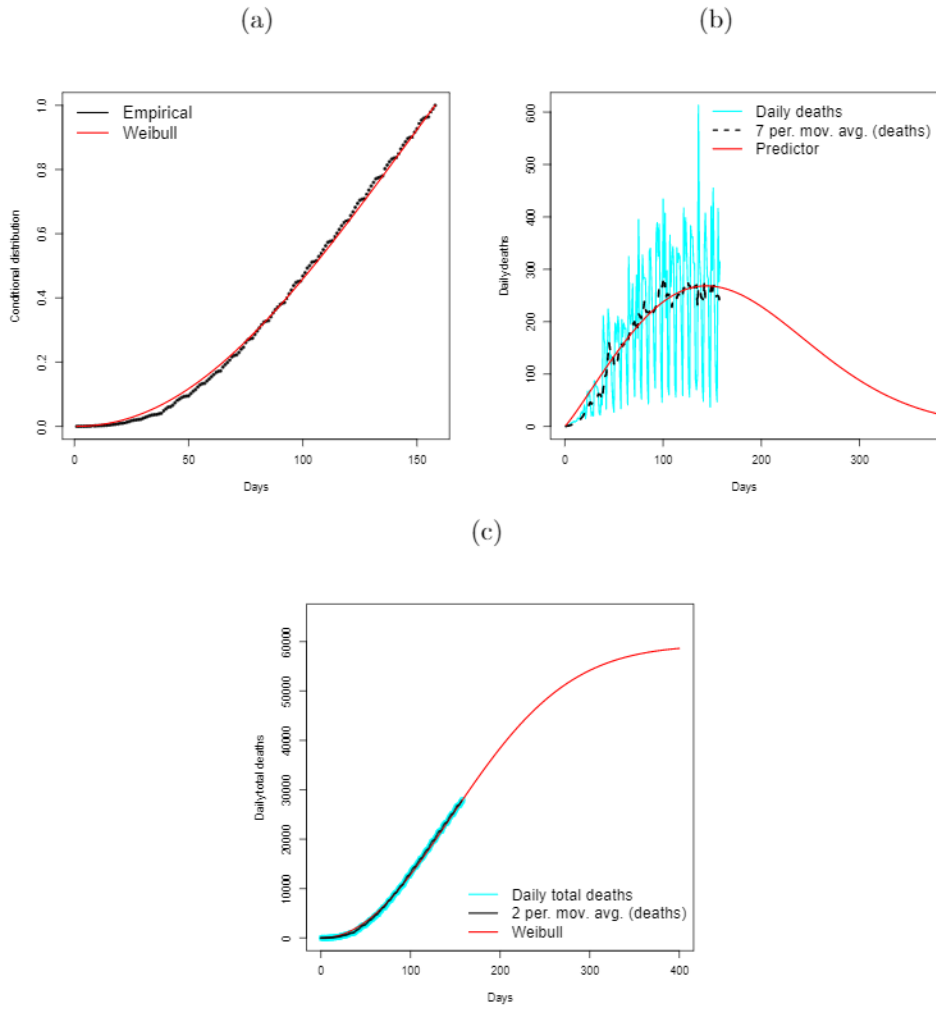 (a)
Conditional distribution
1.0
0.8
0.6
0.4
0.2
0.0
Empirical
Weibull
0 50 100 150
Days
(b)
Dailydeaths
600
500
400
300
200
100
0
Daily deaths
7 per. mov. avg. (deaths)
Predictor
0 100 200 300
Days
(c)
Dailytotal deaths
60000
50000
40000
30000
20000
10000
0
Daily total deaths
2 per. mov. avg. (deaths)
Weibull
0 100 200 300 400
Days